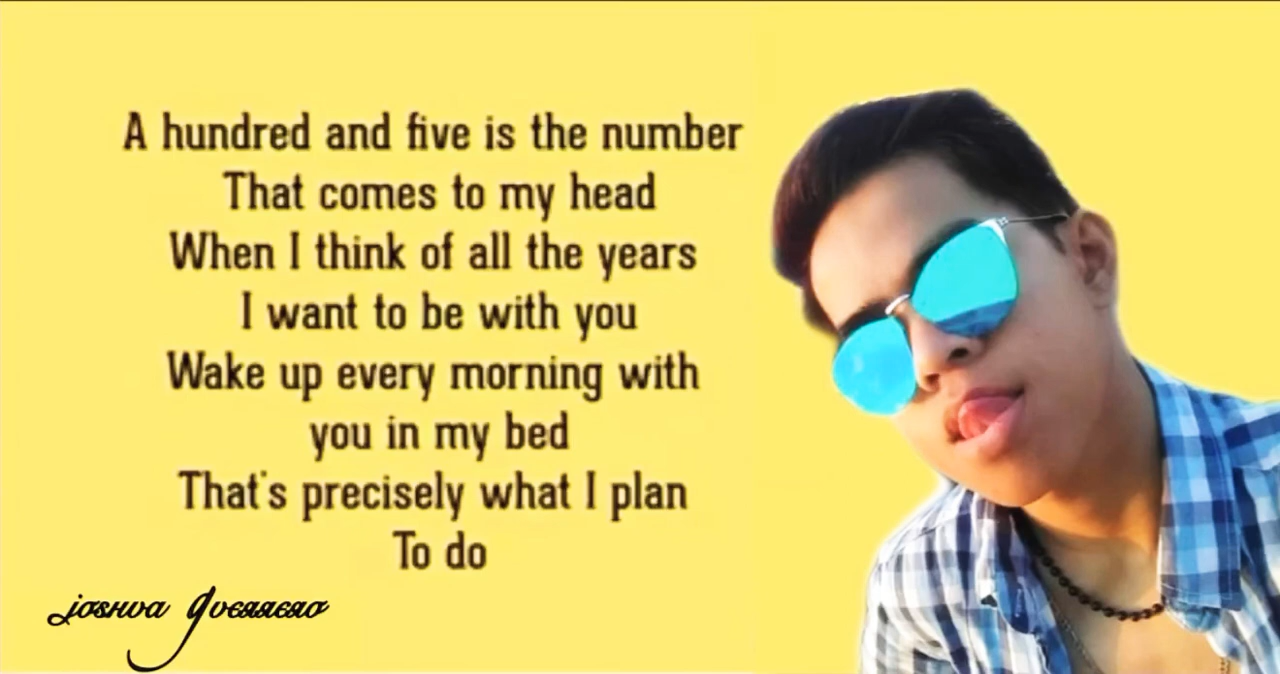 A hundred and five is the number
That comes to my head
When I think of all the years
I want to be with you
Wake up every morning with
you in my bed
That's precisely what I plan
To do
joshua Guerrero